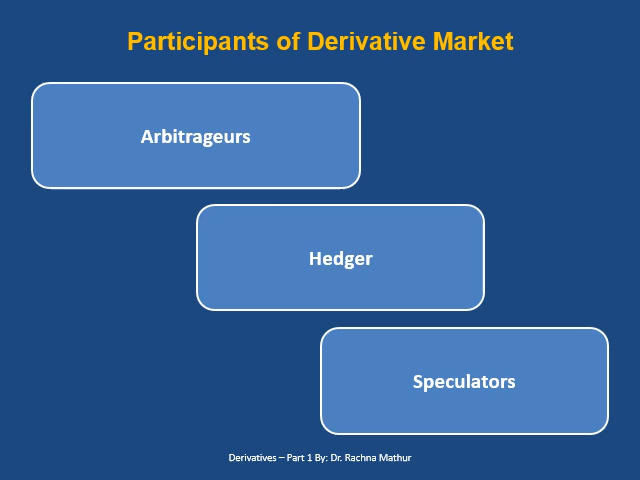 Participants of Derivative Market
Arbitrageurs
Hedger
Speculators
Derivatives – Part 1 By: Dr. Rachna Mathur